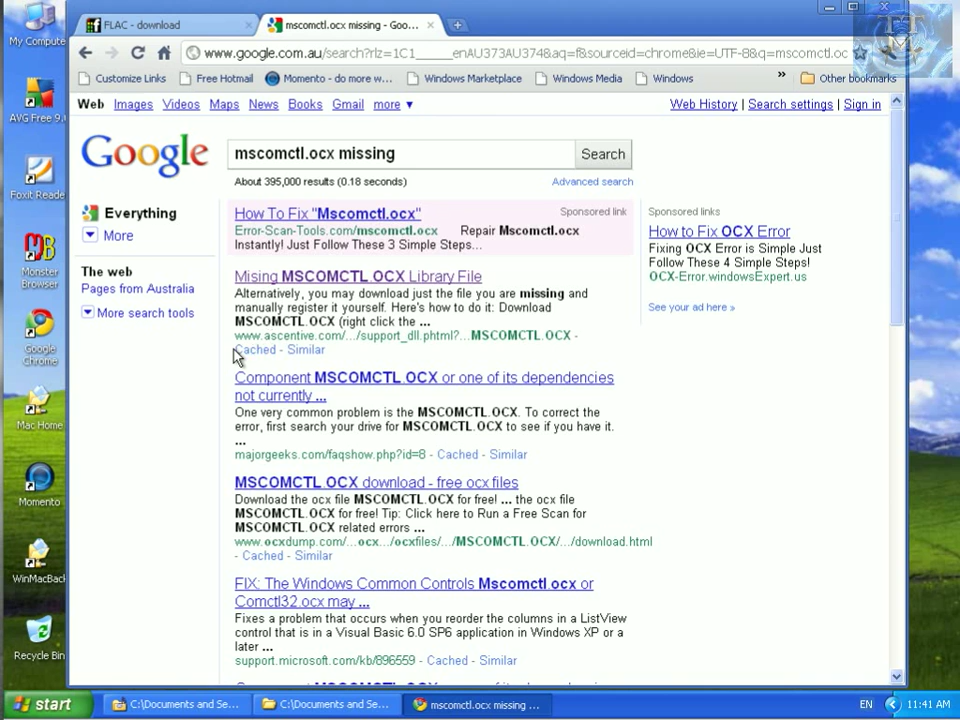 My Compute
AVG Free 9.
Foxit Reade
Monster
Browser
Google
Chrome
Mac Home
Momento
WinMacBack
Recycle Bin
FLAC - download
mscomctl.ocx missing - Goo...
www.google.com.au/search?rlz=1C1____enAU373AU374&aq=f&sourceid=chrome&ie=UTF-8&q=mscomctl.oc
Customize Links
Free Hotmail
Momento - do more w...
Windows Marketplace
Windows Media
Windows
»
Other bookmarks
Web Images Videos Maps News Books Gmail more ▼
Web History | Search settings | Sign in
Google
mscomctl.ocx missing
Search
About 395,000 results (0.18 seconds)
Advanced search
Everything
More
The web
Pages from Australia
More search tools
How To Fix "Mscomctl.ocx"
Sponsored link
Error-Scan-Tools.com/mscomctl.ocx Repair Mscomctl.ocx
Instantly! Just Follow These 3 Simple Steps...
Mising MSCOMCTL.OCX Library File
Alternatively, you may download just the file you are missing and
manually register it yourself. Here's how to do it: Download
MSCOMCTL.OCX (right click the ...
www.ascentive.com/.../support_dll.phtml?...MSCOMCTL.OCX -
Cached - Similar
Component MSCOMCTL.OCX or one of its dependencies
not currently ...
One very common problem is the MSCOMCTL.OCX. To correct the
error, first search your drive for MSCOMCTL.OCX to see if you have it.
...
majorgeeks.com/faqshow.php?id=8 - Cached - Similar
MSCOMCTL.OCX download - free ocx files
Download the ocx file MSCOMCTL.OCX for free! ... the ocx file
MSCOMCTL.OCX for free! Tip: Click here to Run a Free Scan for
MSCOMCTL.OCX related errors ...
www.ocxdump.com/...ocx.../ocxfiles/.../MSCOMCTL.OCX/.../download.html
- Cached - Similar
FIX: The Windows Common Controls Mscomctl.ocx or
Comctl32.ocx may ...
Fixes a problem that occurs when you reorder the columns in a ListView
control that is in a Visual Basic 6.0 SP6 application in Windows XP or a
later ...
support.microsoft.com/kb/896559 - Cached - Similar
Sponsored links
How to Fix OCX Error
Fixing OCX Error is Simple Just
Follow These 4 Simple Steps!
OCX-Error.windowsExpert.us
See your ad here »
start
C:\Documents and Se...
C:\Documents and Se...
mscomctl.ocx missing ...
EN
11:41 AM